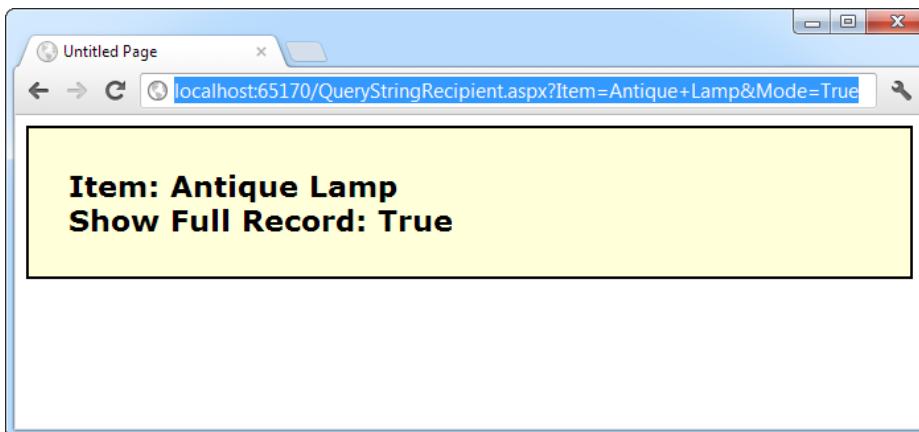 Untitled Page
localhost:65170/QueryStringRecipient.aspx?Item=Antique+Lamp&Mode=True
Item: Antique Lamp
Show Full Record: True